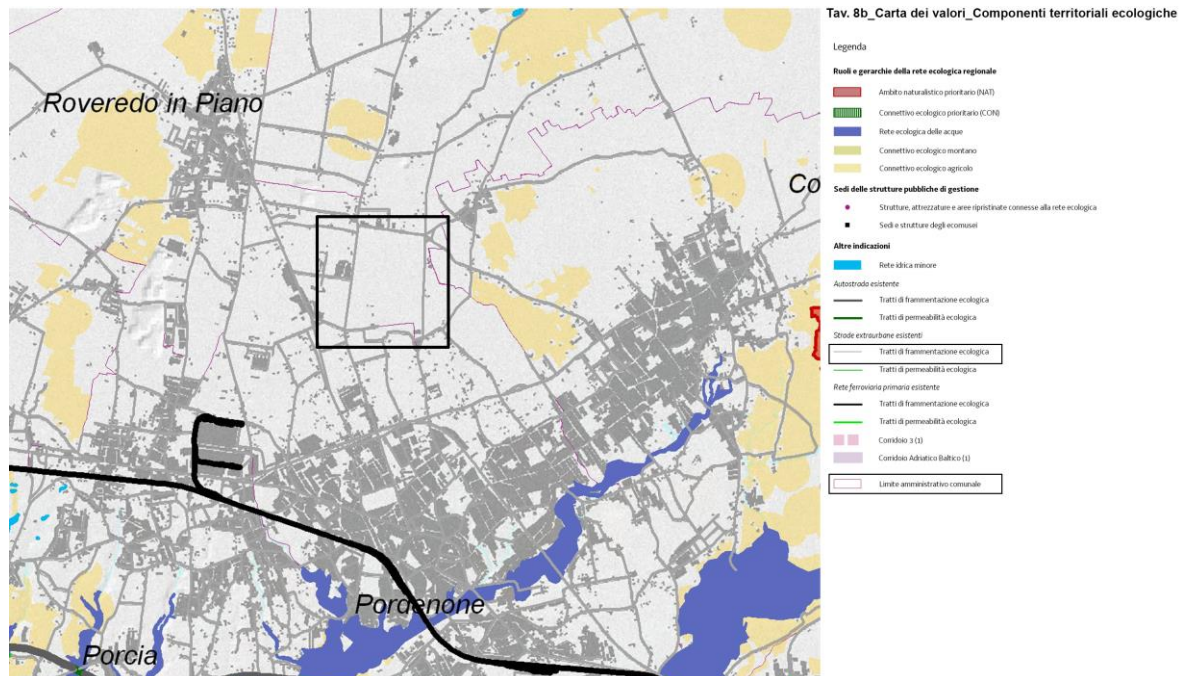 Tav. 8b_Carta dei valori_Componenti territoriali ecologiche
Legenda
Ruoli e gerarchie della rete ecologica regionale
Ambito naturalistico prioritario (NAT)
Connettivo ecologico prioritario (CON)
Rete ecologica delle acque
Connettivo ecologico montano
Connettivo ecologico agricolo
Sedi delle strutture pubbliche di gestione
Strutture, attrezzature e aree ripristinate connesse alla rete ecologica
Sedi e strutture degli ecomusei
Altre indicazioni
Rete idrica minore
Autostrada esistente
Tratti di frammentazione ecologica
Tratti di permeabilità ecologica
Strade extraurbane esistenti
Tratti di frammentazione ecologica
Tratti di permeabilità ecologica
Rete ferroviaria primaria esistente
Tratti di frammentazione ecologica
Tratti di permeabilità ecologica
Corridoio 3 (1)
Corridoio Adriatico Baltico (1)
Limite amministrativo comunale
Roveredo in Piano
Co
Pordenone
Porcia